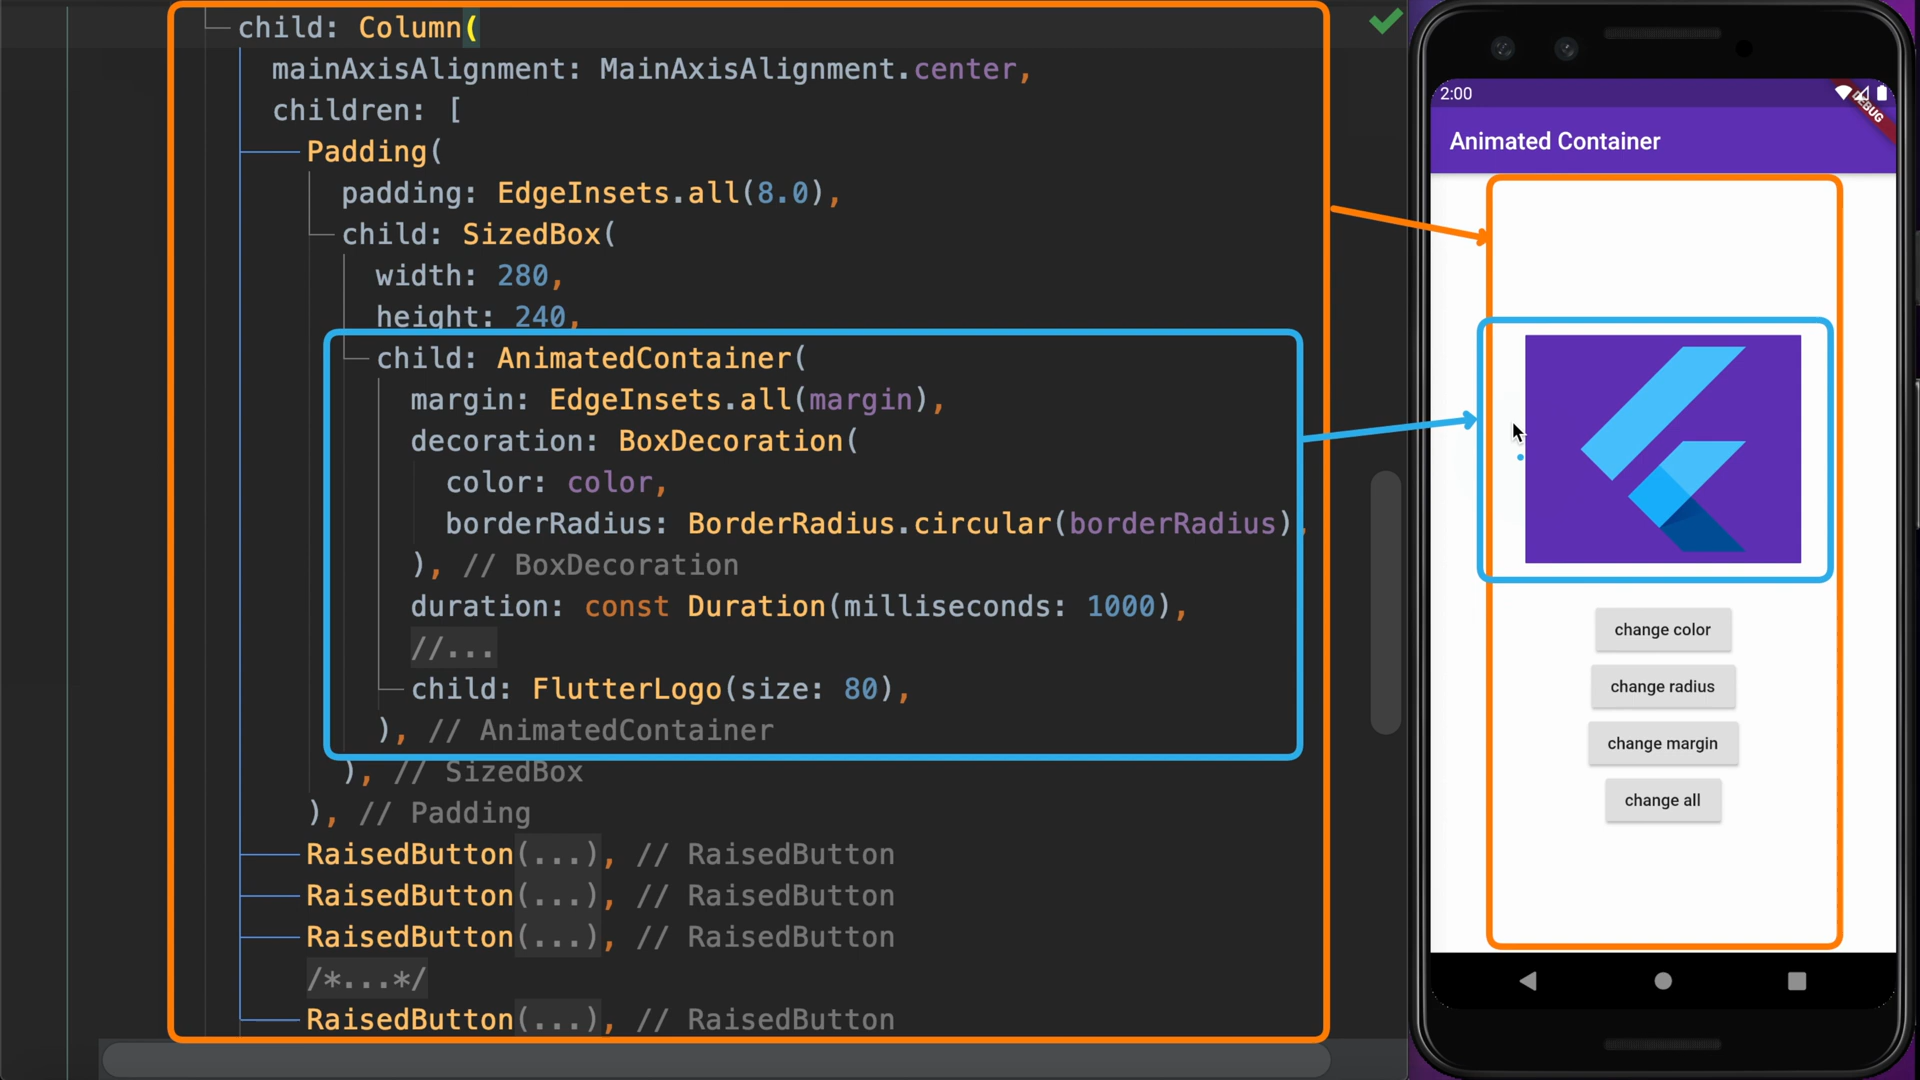 child: Column(
mainAxisAlignment: MainAxisAlignment.center,
children: [
Padding(
padding: EdgeInsets.all(8.0),
child: SizedBox(
width: 280,
height: 240,
child: AnimatedContainer(
margin: EdgeInsets.all(margin),
decoration: BoxDecoration(
color: color,
borderRadius: BorderRadius.circular(borderRadius),
), // BoxDecoration
duration: const Duration(milliseconds: 1000),
//...
child: FlutterLogo(size: 80),
), // AnimatedContainer
), // SizedBox
), // Padding
RaisedButton(...), // RaisedButton
RaisedButton(...), // RaisedButton
RaisedButton(...), // RaisedButton
/*...*/
RaisedButton(...), // RaisedButton
2:00
DEBUG
Animated Container
change color
change radius
change margin
change all